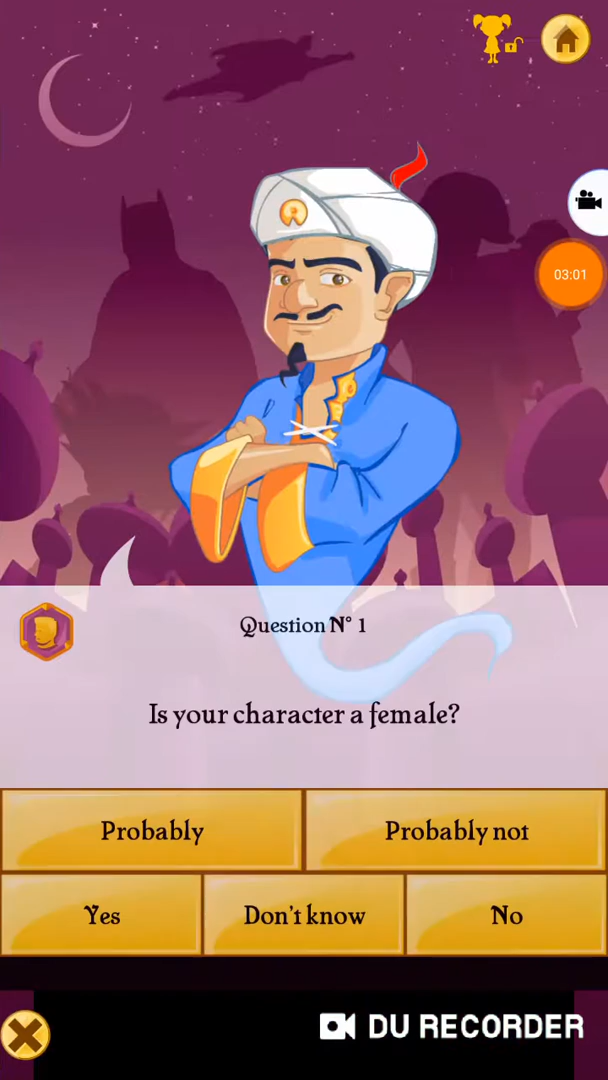 03:01
Question N° 1
Is your character a female?
Probably
Probably not
Yes
Don't know
No
DU RECORDER